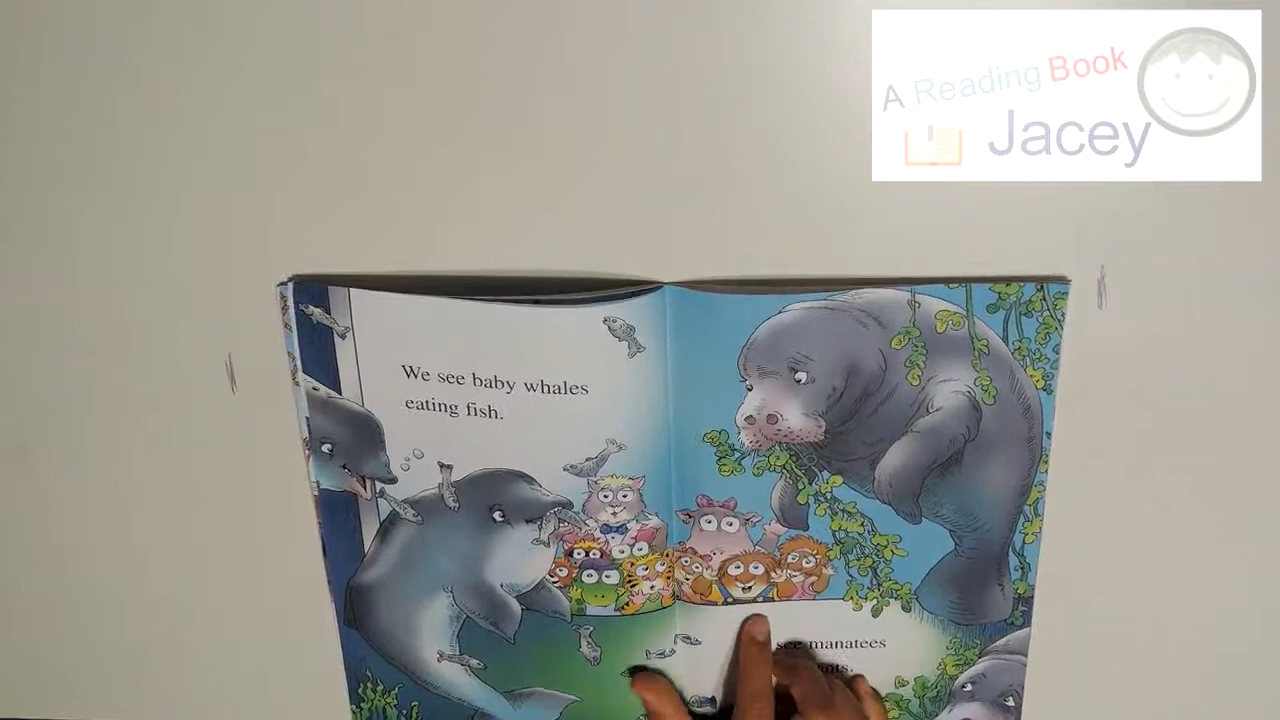 A Reading Book
Jacey
We see baby whales
eating fish.
see manatees